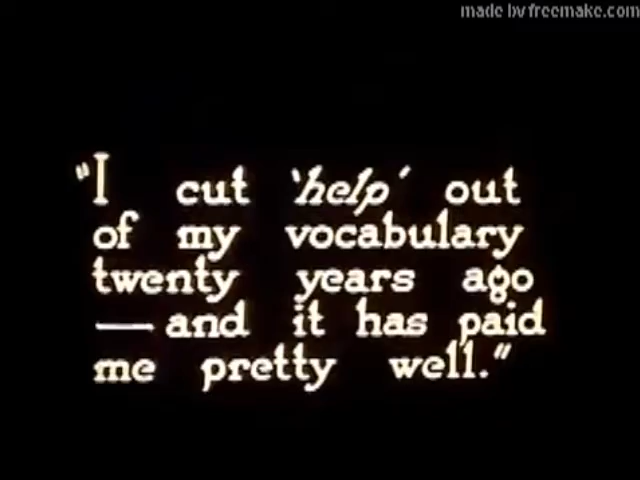 made by freemake.com
"I cut 'help' out
of my vocabulary
twenty years ago
— and it has paid
me pretty well."